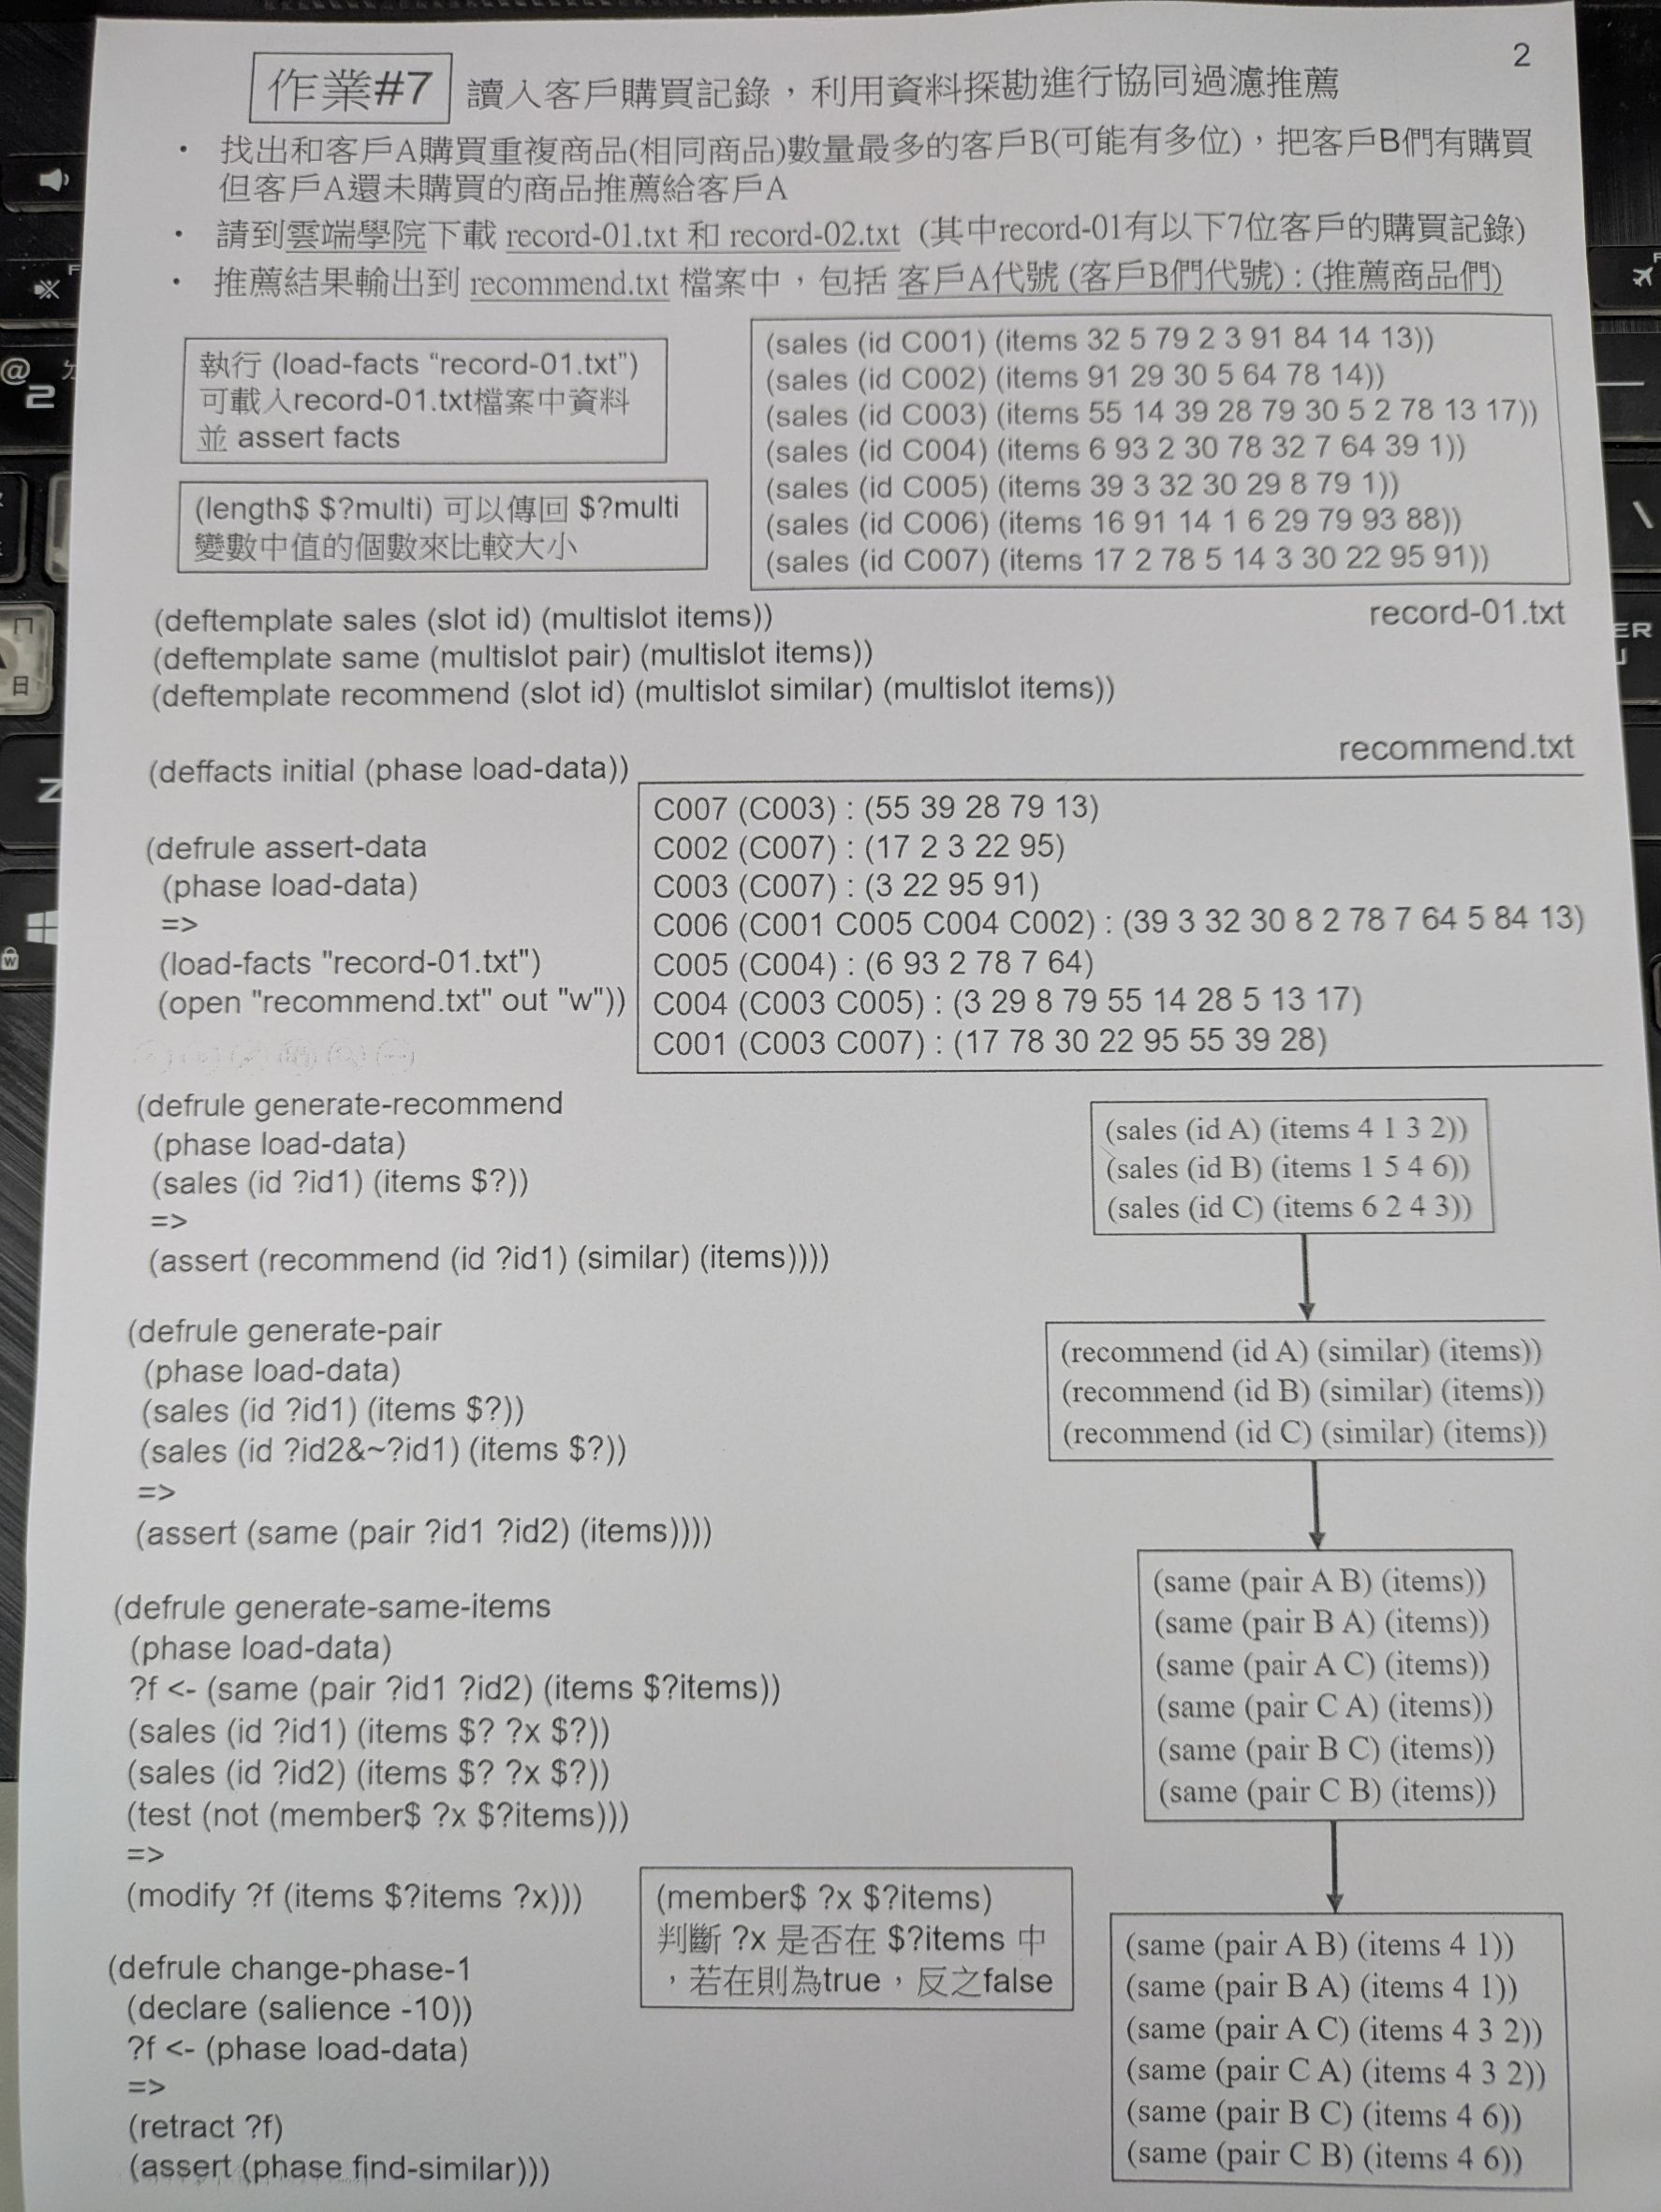 2
作業#7 讀入客戶購買記錄，利用資料探勘進行協同過濾推薦
• 找出和客戶A購買重複商品(相同商品)數量最多的客戶B(可能有多位)，把客戶B們有購買
但客戶A還未購買的商品推薦給客戶A
• 請到雲端學院下載 record-01.txt 和 record-02.txt (其中record-01有以下7位客戶的購買記錄)
• 推薦結果輸出到 recommend.txt 檔案中，包括 客戶A代號 (客戶B們代號) : (推薦商品們)
執行 (load-facts “record-01.txt”)
可載入record-01.txt檔案中資料
並 assert facts
(length$ $?multi) 可以傳回 $?multi
變數中值的個數來比較大小
(sales (id C001) (items 32 5 79 2 3 91 84 14 13))
(sales (id C002) (items 91 29 30 5 64 78 14))
(sales (id C003) (items 55 14 39 28 79 30 5 2 78 13 17))
(sales (id C004) (items 6 93 2 30 78 32 7 64 39 1))
(sales (id C005) (items 39 3 32 30 29 8 79 1))
(sales (id C006) (items 16 91 14 1 6 29 79 93 88))
(sales (id C007) (items 17 2 78 5 14 3 30 22 95 91))
record-01.txt
(deftemplate sales (slot id) (multislot items))
(deftemplate same (multislot pair) (multislot items))
(deftemplate recommend (slot id) (multislot similar) (multislot items))
(deffacts initial (phase load-data))
recommend.txt
C007 (C003) : (55 39 28 79 13)
C002 (C007) : (17 2 3 22 95)
C003 (C007) : (3 22 95 91)
C006 (C001 C005 C004 C002) : (39 3 32 30 8 2 78 7 64 5 84 13)
C005 (C004) : (6 93 2 78 7 64)
C004 (C003 C005) : (3 29 8 79 55 14 28 5 13 17)
C001 (C003 C007) : (17 78 30 22 95 55 39 28)
(defrule assert-data
(phase load-data)
=>
(load-facts "record-01.txt")
(open "recommend.txt" out "w"))
(defrule generate-recommend
(phase load-data)
(sales (id ?id1) (items $?))
=>
(assert (recommend (id ?id1) (similar) (items))))
(defrule generate-pair
(phase load-data)
(sales (id ?id1) (items $?))
(sales (id ?id2&~?id1) (items $?))
=>
(assert (same (pair ?id1 ?id2) (items))))
(defrule generate-same-items
(phase load-data)
?f <- (same (pair ?id1 ?id2) (items $?items))
(sales (id ?id1) (items $? ?x $?))
(sales (id ?id2) (items $? ?x $?))
(test (not (member$ ?x $?items)))
=>
(modify ?f (items $?items ?x)))
(member$ ?x $?items)
判斷 ?x 是否在 $?items 中
，若在則為true，反之false
(defrule change-phase-1
(declare (salience -10))
?f <- (phase load-data)
=>
(retract ?f)
(assert (phase find-similar)))
(sales (id A) (items 4 1 3 2))
(sales (id B) (items 1 5 4 6))
(sales (id C) (items 6 2 4 3))
(recommend (id A) (similar) (items))
(recommend (id B) (similar) (items))
(recommend (id C) (similar) (items))
(same (pair A B) (items))
(same (pair B A) (items))
(same (pair A C) (items))
(same (pair C A) (items))
(same (pair B C) (items))
(same (pair C B) (items))
(same (pair A B) (items 4 1))
(same (pair B A) (items 4 1))
(same (pair A C) (items 4 3 2))
(same (pair C A) (items 4 3 2))
(same (pair B C) (items 4 6))
(same (pair C B) (items 4 6))